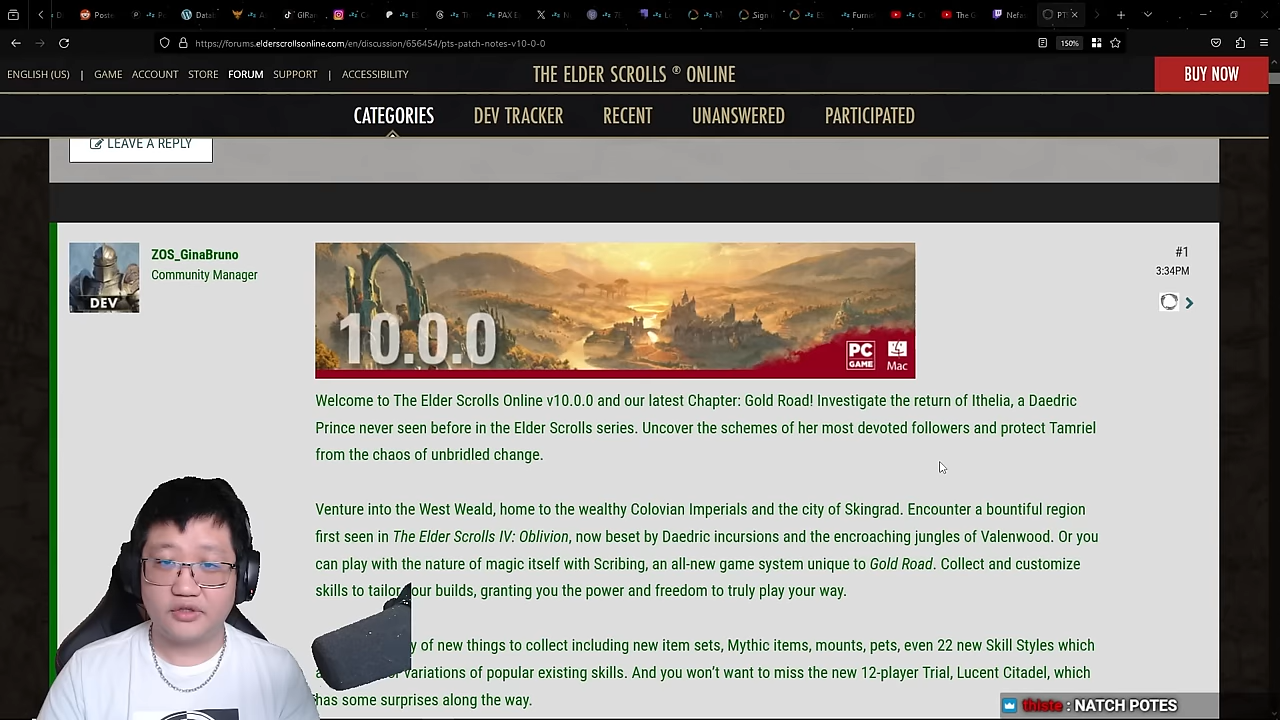 Poste
Datab
GIRa
PAX E
Sign
Furni
The G
Nefa
PT
https://forums.elderscrollsonline.com/en/discussion/656454/pts-patch-notes-v10-0-0
150%
ENGLISH (US) | GAME ACCOUNT STORE FORUM SUPPORT | ACCESSIBILITY
THE ELDER SCROLLS ® ONLINE
BUY NOW
CATEGORIES DEV TRACKER RECENT UNANSWERED PARTICIPATED
LEAVE A REPLY
ZOS_GinaBruno
Community Manager
DEV
10.0.0
PC GAME
Mac
#1
3:34PM
Welcome to The Elder Scrolls Online v10.0.0 and our latest Chapter: Gold Road! Investigate the return of Ithelia, a Daedric
Prince never seen before in the Elder Scrolls series. Uncover the schemes of her most devoted followers and protect Tamriel
from the chaos of unbridled change.
Venture into the West Weald, home to the wealthy Colovian Imperials and the city of Skingrad. Encounter a bountiful region
first seen in The Elder Scrolls IV: Oblivion, now beset by Daedric incursions and the encroaching jungles of Valenwood. Or you
can play with the nature of magic itself with Scribing, an all-new game system unique to Gold Road. Collect and customize
skills to tailor your builds, granting you the power and freedom to truly play your way.
of new things to collect including new item sets, Mythic items, mounts, pets, even 22 new Skill Styles which
variations of popular existing skills. And you won't want to miss the new 12-player Trial, Lucent Citadel, which
has some surprises along the way.
thiste : NATCH POTES